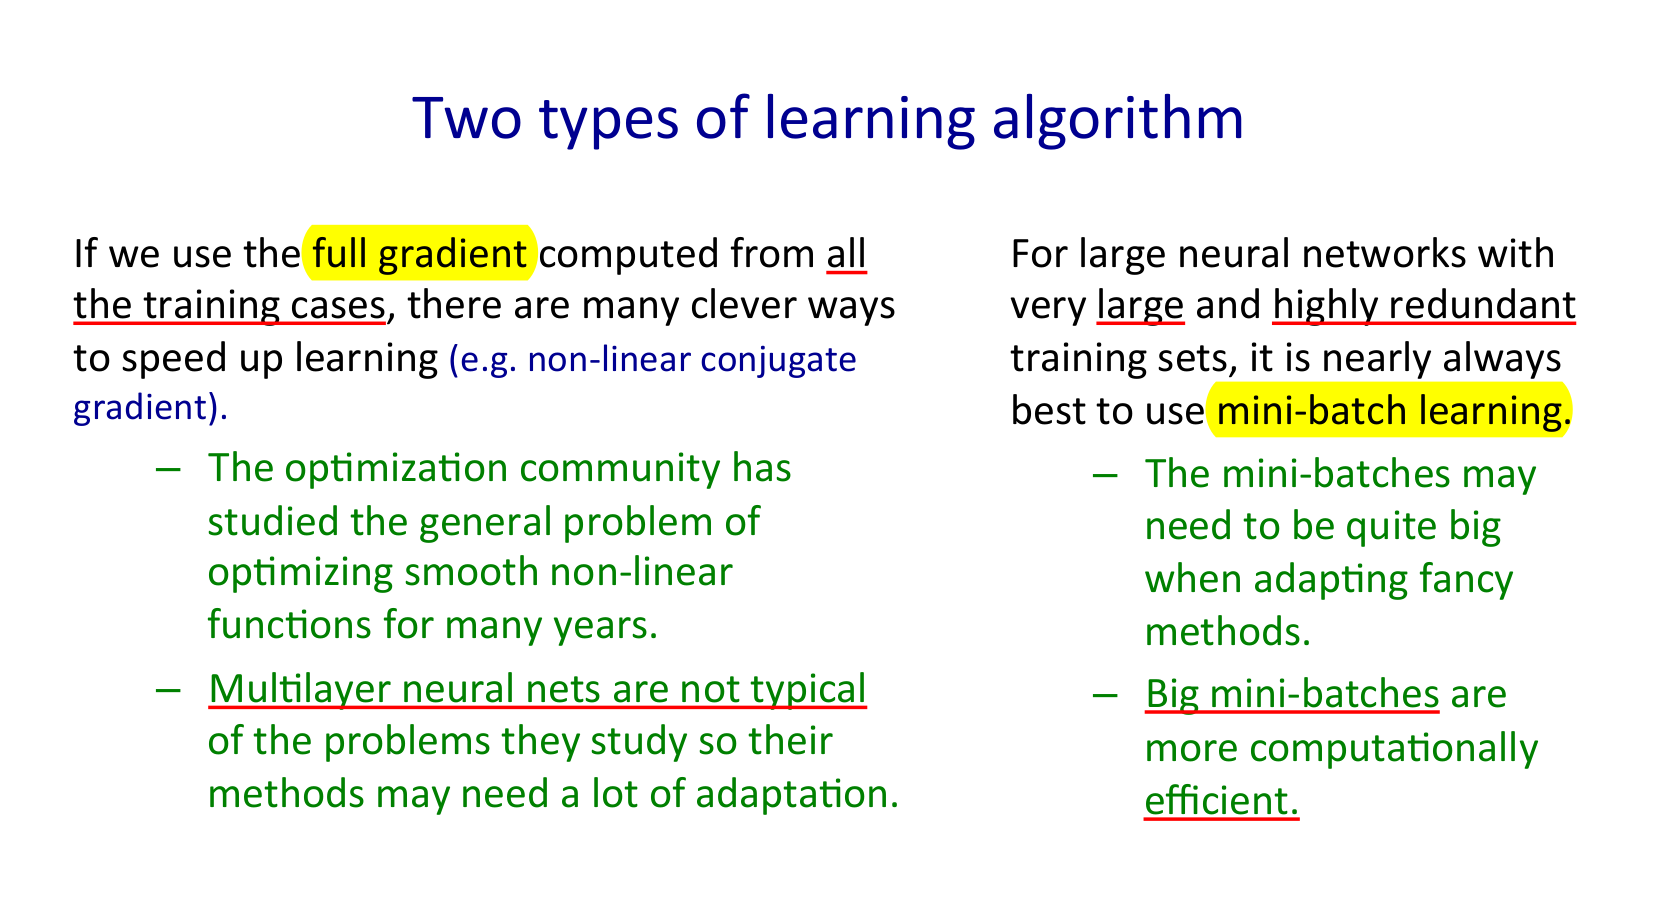 Two types of learning algorithm
If we use the full gradient computed from all
the training cases, there are many clever ways
to speed up learning (e.g. non-linear conjugate
gradient).
– The optimization community has
studied the general problem of
optimizing smooth non-linear
functions for many years.
– Multilayer neural nets are not typical
of the problems they study so their
methods may need a lot of adaptation.
For large neural networks with
very large and highly redundant
training sets, it is nearly always
best to use mini-batch learning.
– The mini-batches may
need to be quite big
when adapting fancy
methods.
– Big mini-batches are
more computationally
efficient.